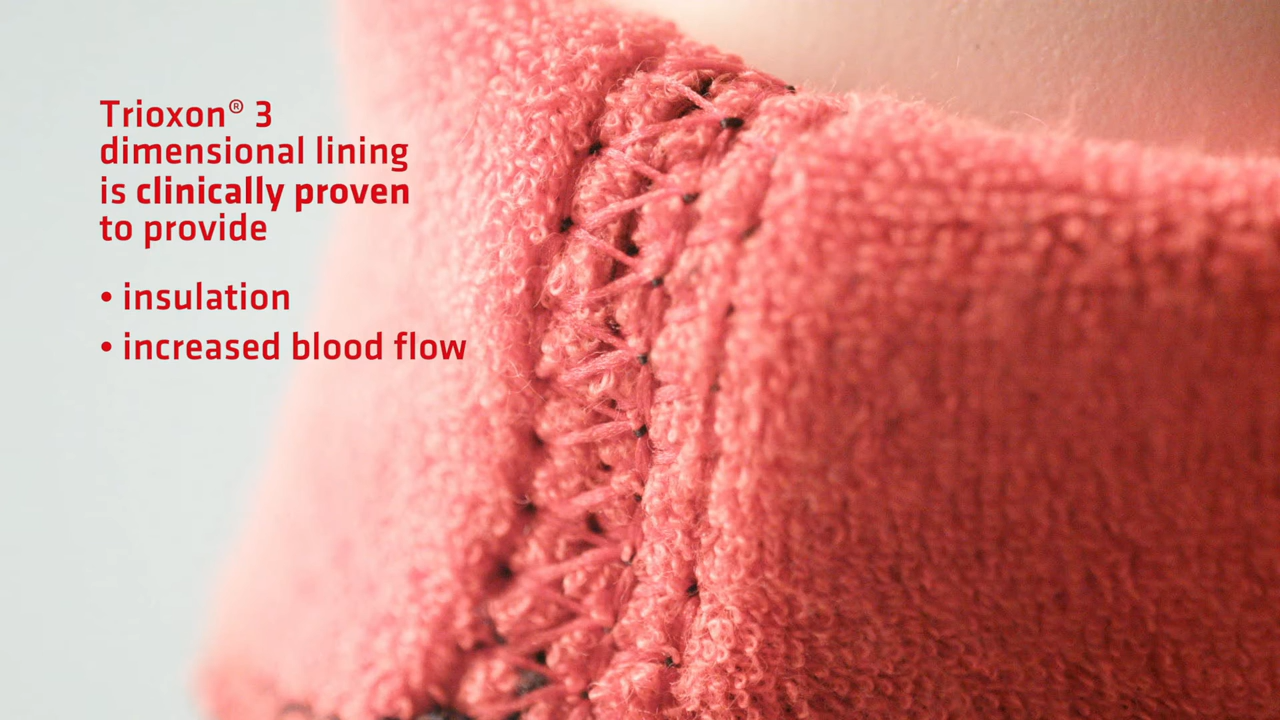 Trioxon® 3
dimensional lining
is clinically proven
to provide
• insulation
• increased blood flow